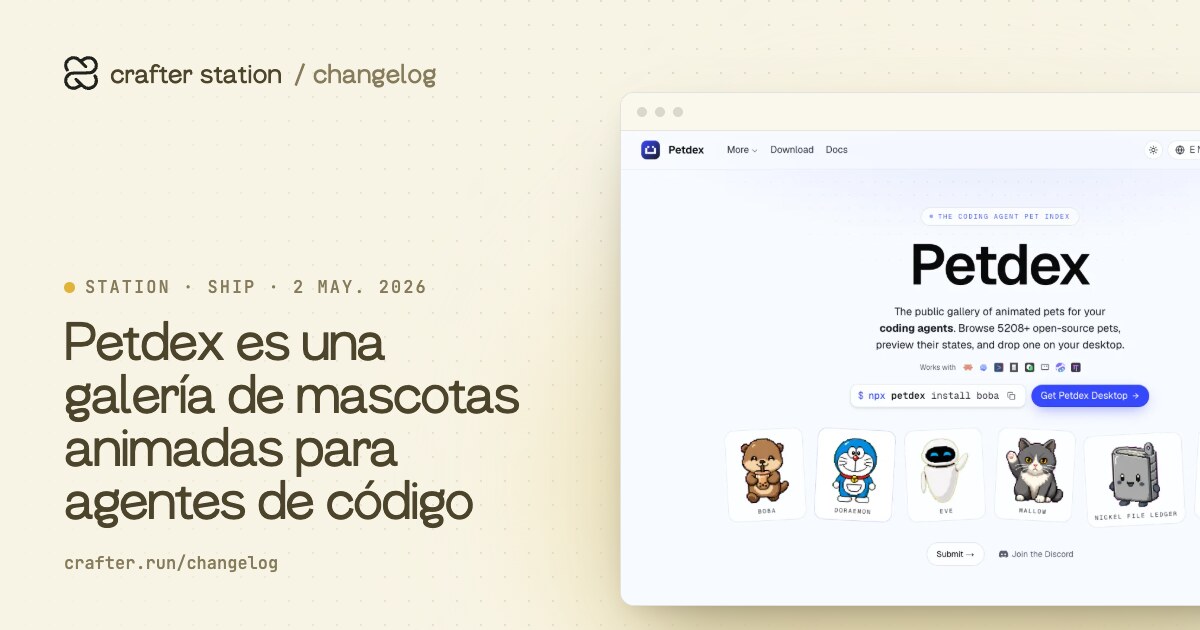 crafter station / changelog
STATION · SHIP · 2 MAY. 2026
Petdex es una
galería de mascotas
animadas para
agentes de código
crafter.run/changelog
Petdex More Download Docs EN
THE CODING AGENT PET INDEX
Petdex
The public gallery of animated pets for your
coding agents. Browse 5208+ open-source pets,
preview their states, and drop one on your desktop.
Works with
$ npx petdex install boba Get Petdex Desktop →
BOBA DORAEMON EVE MALLOW NICKEL FILE LEDGER
Submit → Join the Discord